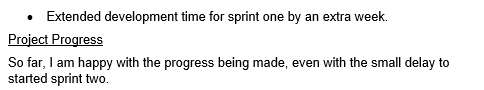 • Extended development time for sprint one by an extra week.
Project Progress
So far, I am happy with the progress being made, even with the small delay to
started sprint two.